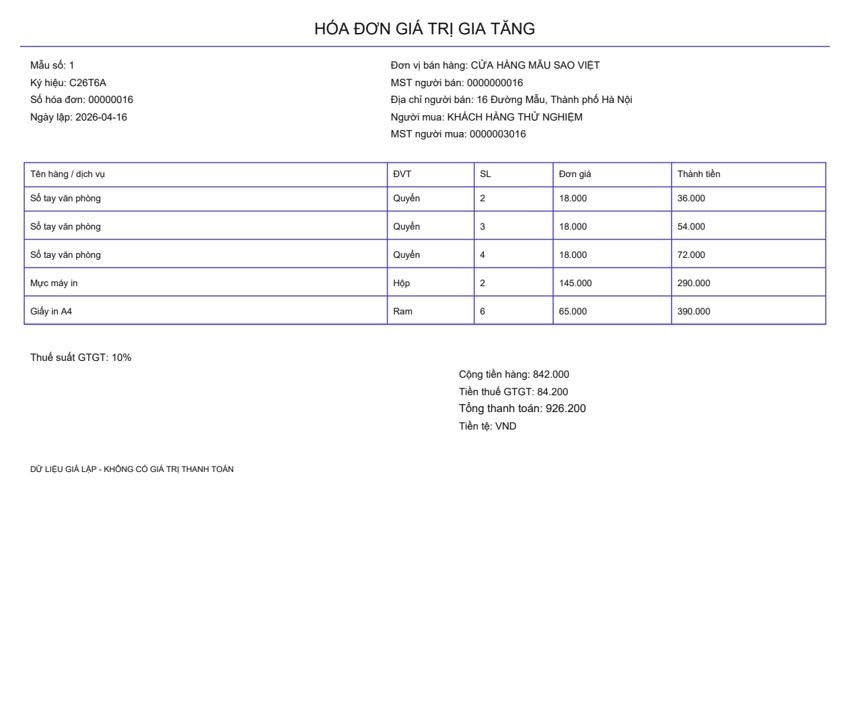 HÓA ĐƠN GIÁ TRỊ GIA TĂNG
Mẫu số: 1
Ký hiệu: C26T6A
Số hóa đơn: 00000016
Ngày lập: 2026-04-16
Đơn vị bán hàng: CỬA HÀNG MẪU SAO VIỆT
MST người bán: 0000000016
Địa chỉ người bán: 16 Đường Mẫu, Thành phố Hà Nội
Người mua: KHÁCH HÀNG THỬ NGHIỆM
MST người mua: 0000003016
Tên hàng / dịch vụ ĐVT SL Đơn giá Thành tiền
Sổ tay văn phòng Quyển 2 18.000 36.000
Sổ tay văn phòng Quyển 3 18.000 54.000
Sổ tay văn phòng Quyển 4 18.000 72.000
Mực máy in Hộp 2 145.000 290.000
Giấy in A4 Ram 6 65.000 390.000
Thuế suất GTGT: 10%
Cộng tiền hàng: 842.000
Tiền thuế GTGT: 84.200
Tổng thanh toán: 926.200
Tiền tệ: VND
DỮ LIỆU GIẢ LẬP - KHÔNG CÓ GIÁ TRỊ THANH TOÁN